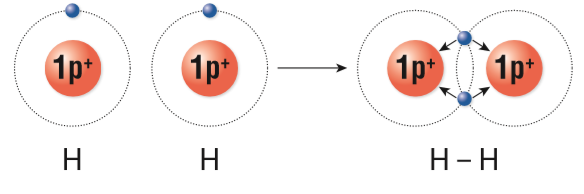 1p⁺ 1p⁺ 1p⁺ 1p⁺
H H H – H